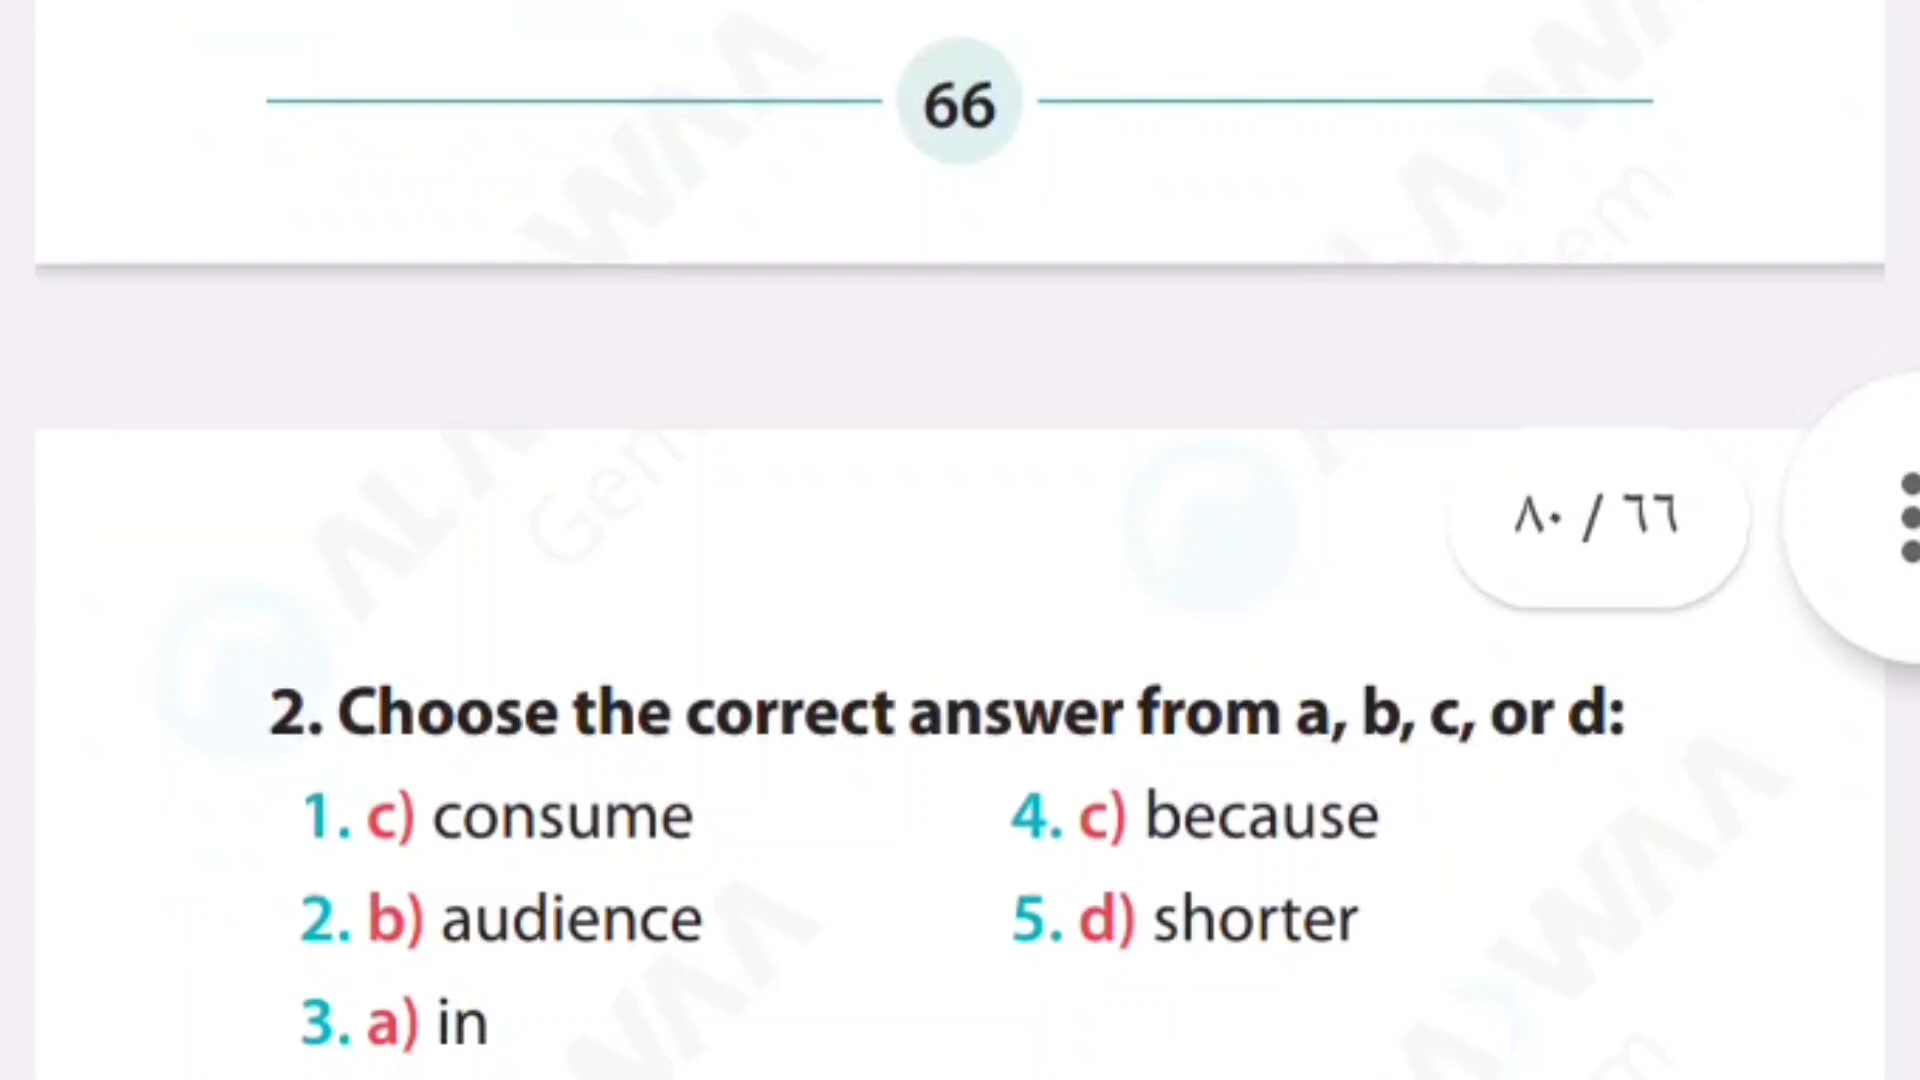 66
٨٠ / ٦٦
2. Choose the correct answer from a, b, c, or d:
1. c) consume
2. b) audience
3. a) in
4. c) because
5. d) shorter